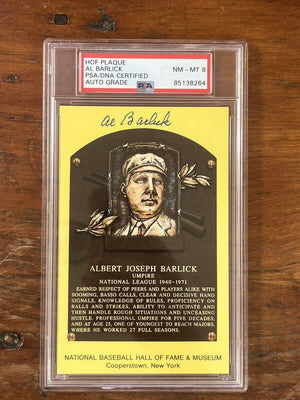 HOF PLAQUE
AL BARLICK
PSA/DNA CERTIFIED
AUTO GRADE
PSA
NM-MT 8
85138264
Al Barlick
ALBERT JOSEPH BARLICK
UMPIRE
NATIONAL LEAGUE 1940-1971
EARNED RESPECT OF PEERS AND PLAYERS ALIKE WITH
BOOMING, BASSO CALLS, CLEAR AND DECISIVE HAND
SIGNALS, KNOWLEDGE OF RULES, PROFICIENCY ON
BALLS AND STRIKES, ABILITY TO ANTICIPATE AND
THEN HANDLE ROUGH SITUATIONS AND UNCEASING
HUSTLE. PROFESSIONAL UMPIRE FOR FIVE DECADES
AND AT AGE 25, ONE OF YOUNGEST TO REACH MAJORS,
WHERE HE WORKED 27 FULL SEASONS.
NATIONAL BASEBALL HALL OF FAME & MUSEUM
Cooperstown, New York